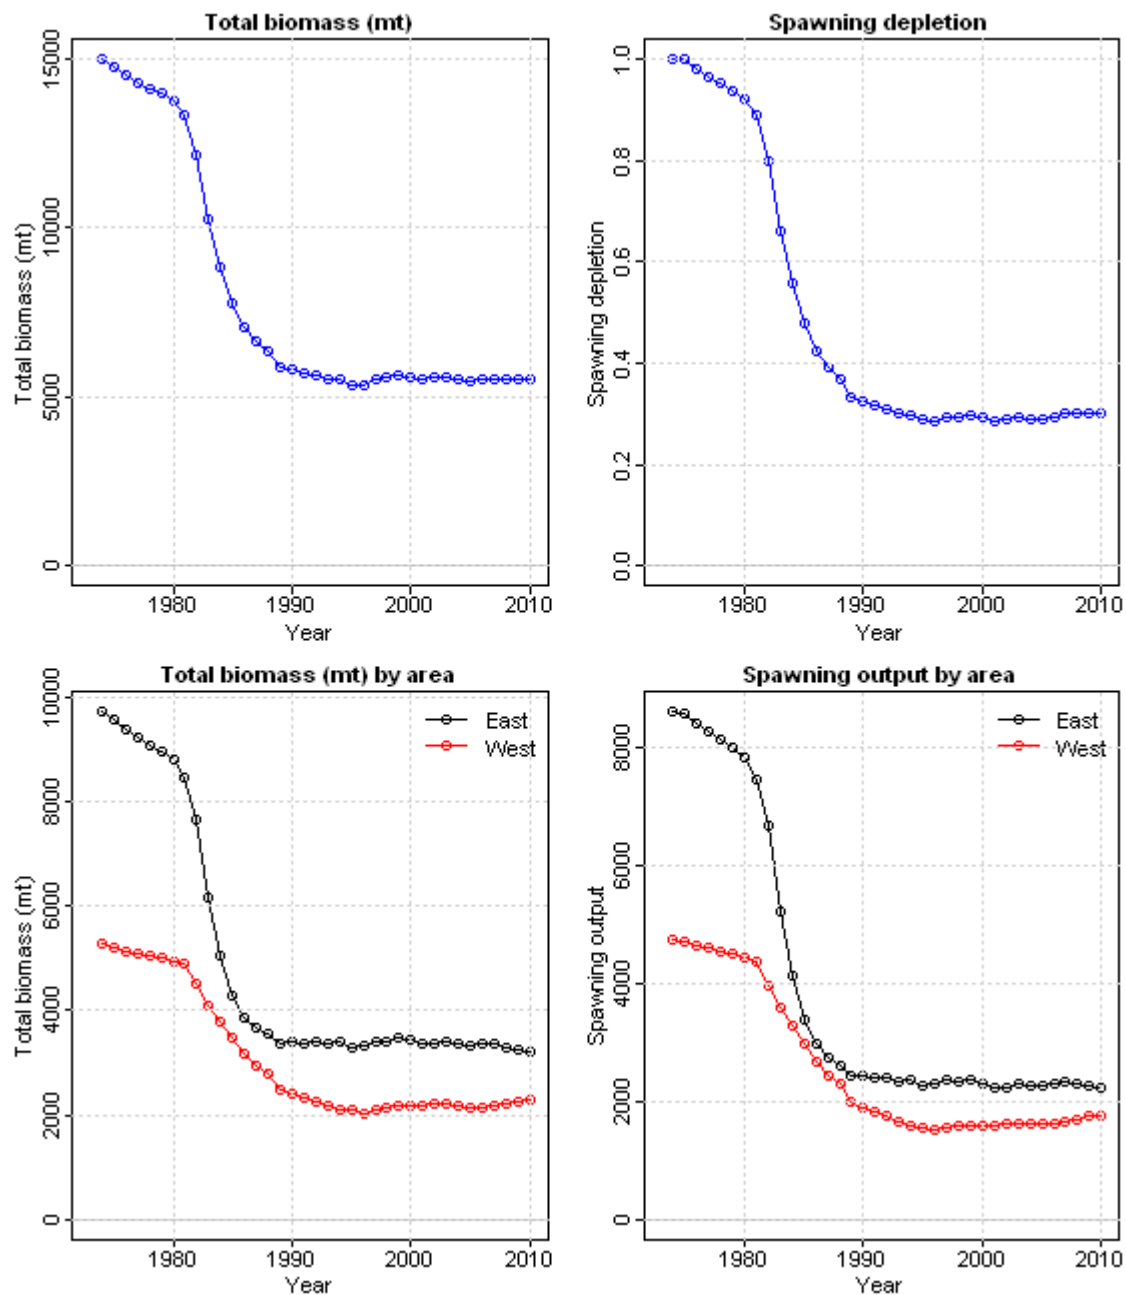 Total biomass (mt)
Total biomass (mt)
15000
10000
5000
0
1980 1990 2000 2010
Year
Spawning depletion
Spawning depletion
1.0
0.8
0.6
0.4
0.2
0.0
1980 1990 2000 2010
Year
Total biomass (mt) by area
Total biomass (mt)
10000
8000
6000
4000
2000
0
East
West
1980 1990 2000 2010
Year
Spawning output by area
Spawning output
8000
6000
4000
2000
0
East
West
1980 1990 2000 2010
Year